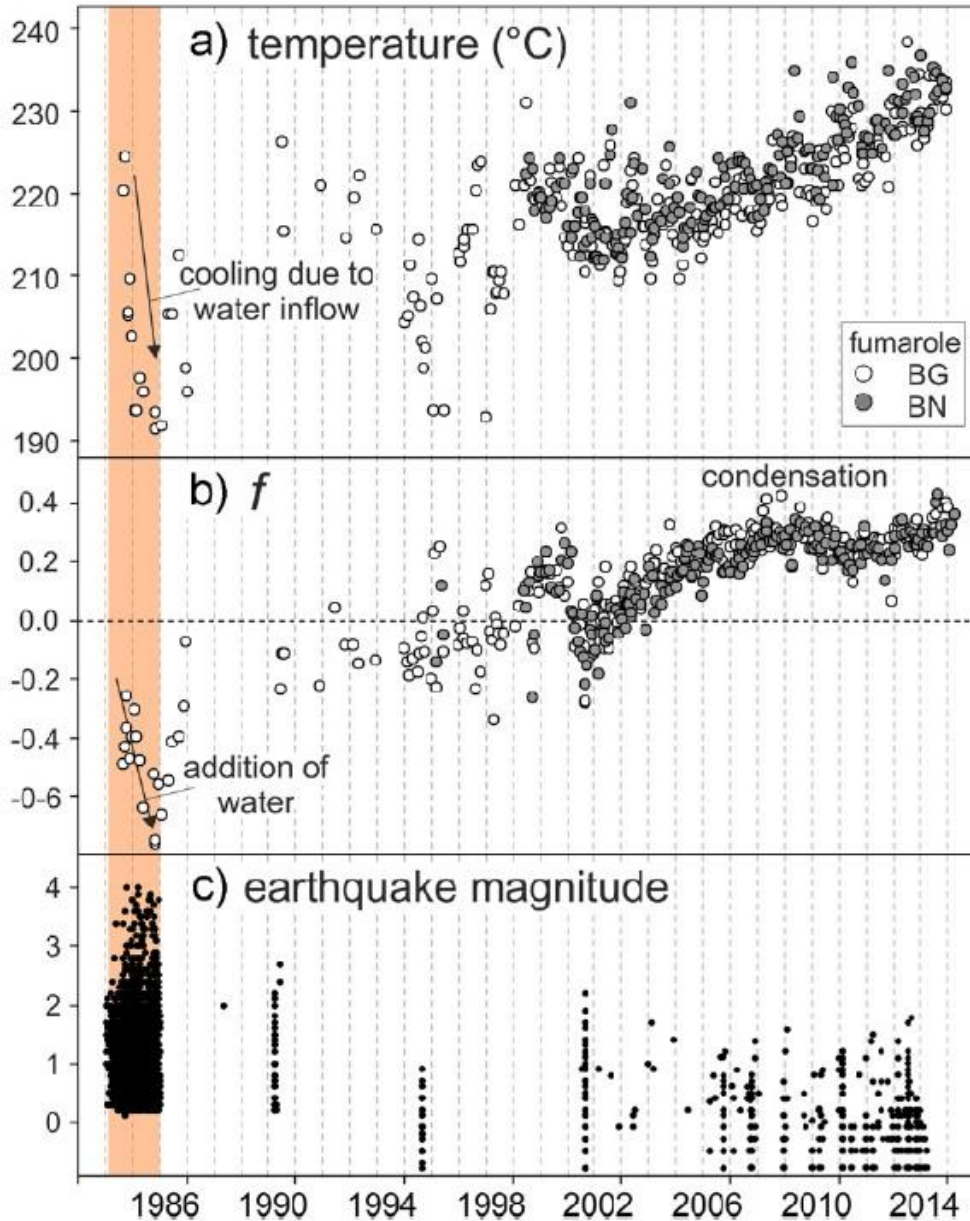 a) temperature (°C)
240
230
220
210
200
190
cooling due to
water inflow
fumarole
BG
BN
b) f
condensation
0.4
0.2
0.0
-0.2
-0.4
-0-6
addition of
water
c) earthquake magnitude
4
3
2
1
0
1986 1990 1994 1998 2002 2006 2010 2014